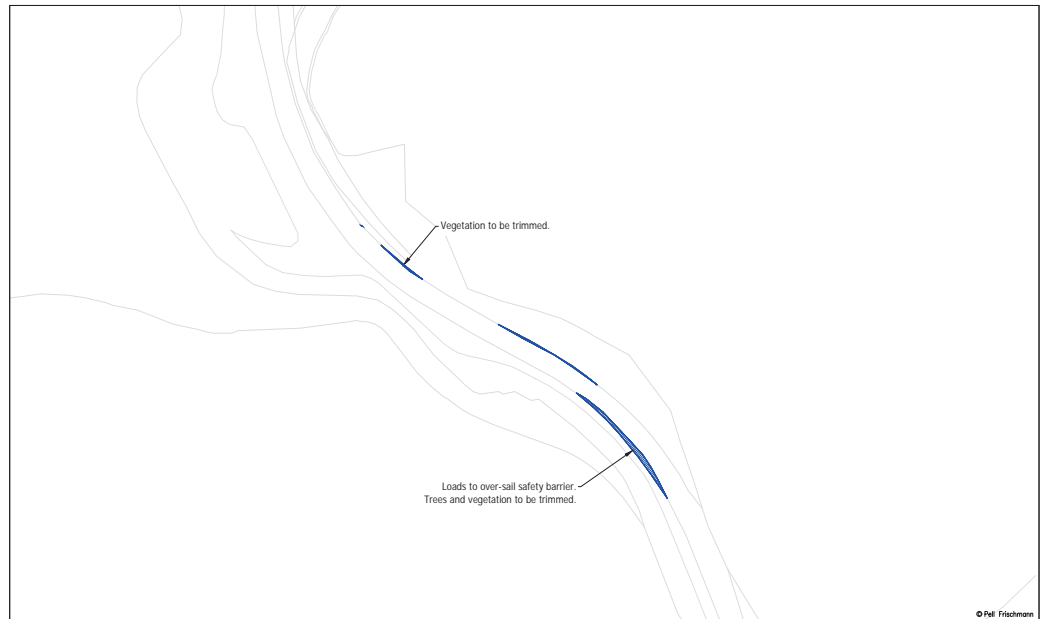 Vegetation to be trimmed.
Loads to over-sail safety barrier.
Trees and vegetation to be trimmed.
© Pell Frischmann